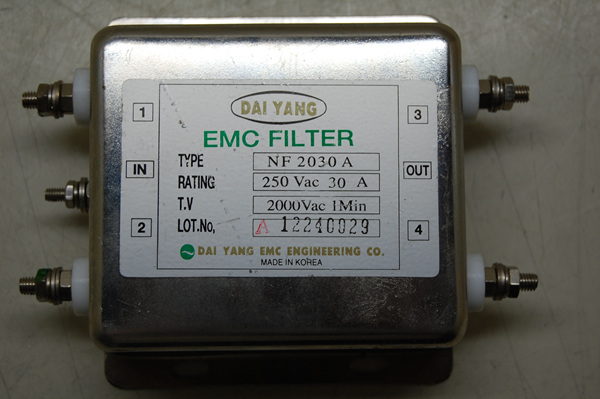 DAI YANG
EMC FILTER
1
3
IN
OUT
2
4
TYPE NF 2030 A
RATING 250 Vac 30 A
T.V 2000Vac 1Min
LOT.No, A 12240029
DAI YANG EMC ENGINEERING CO.
MADE IN KOREA